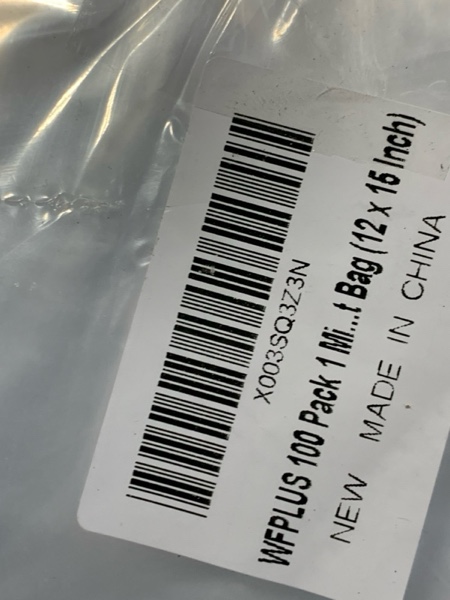 X003SQ3Z3N
WFPLUS 100 Pack 1 Mi...t Bag (12 x 15 Inch)
NEW MADE IN CHINA